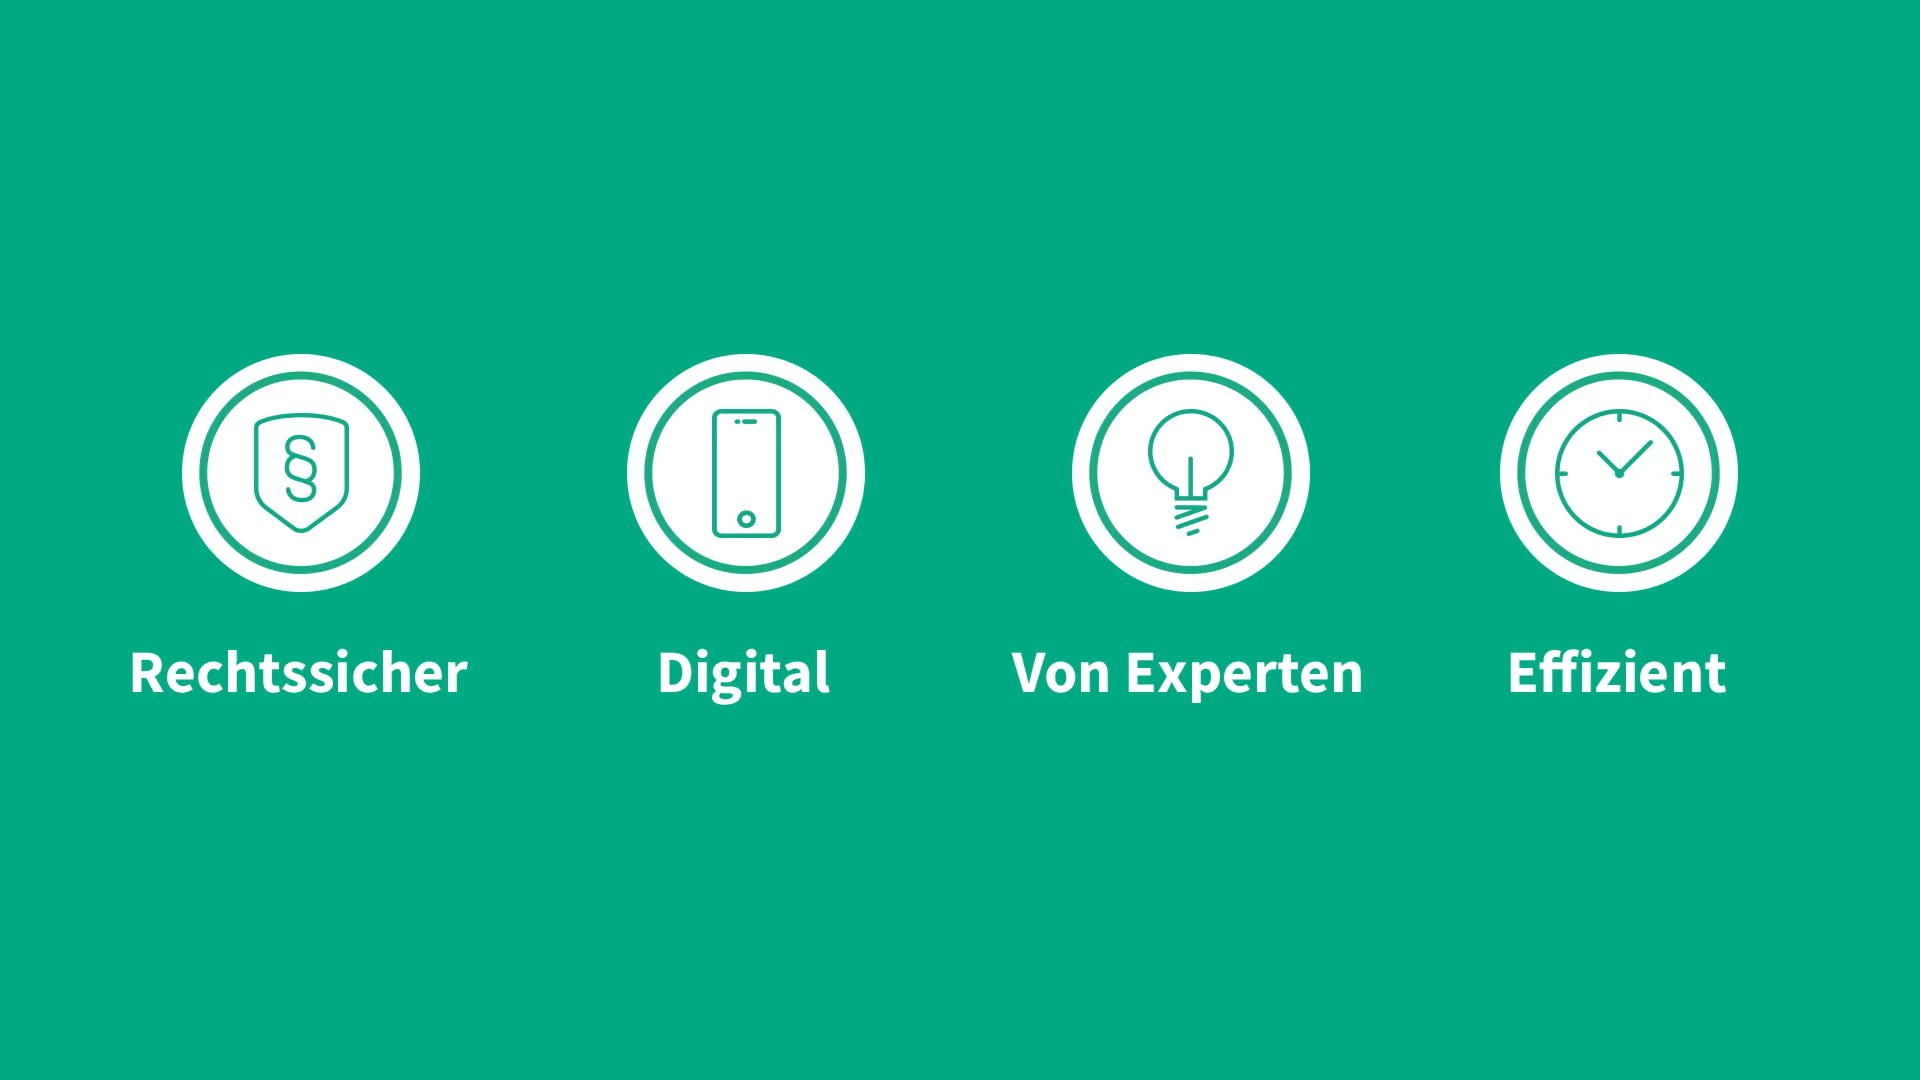 §
Rechtssicher
Digital
Von Experten
Effizient